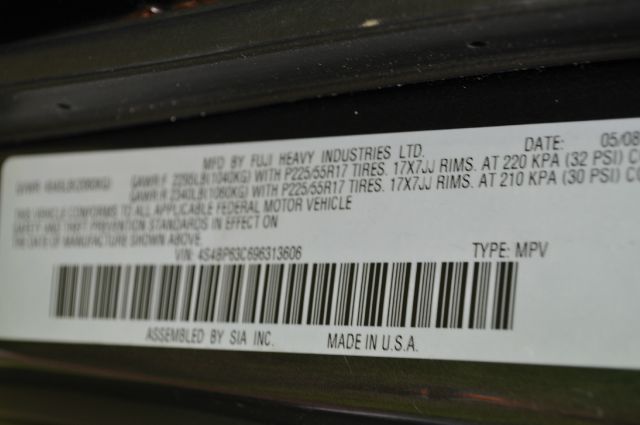 MFD BY FUJI HEAVY INDUSTRIES LTD. DATE: 05/08
GAWR F 2295LB(1040KG) WITH P225/55R17 TIRES. 17X7JJ RIMS. AT 220 KPA (32 PSI) CO
GAWR R 2340LB(1060KG) WITH P225/55R17 TIRES. 17X7JJ RIMS. AT 210 KPA (30 PSI) CO
THIS VEHICLE CONFORMS TO ALL APPLICABLE FEDERAL MOTOR VEHICLE
SAFETY AND THEFT PREVENTION STANDARDS IN EFFECT ON
THE DATE OF MANUFACTURE SHOWN ABOVE
VIN: 4S4BP63C696313606 TYPE: MPV
ASSEMBLED BY SIA INC. MADE IN U.S.A.